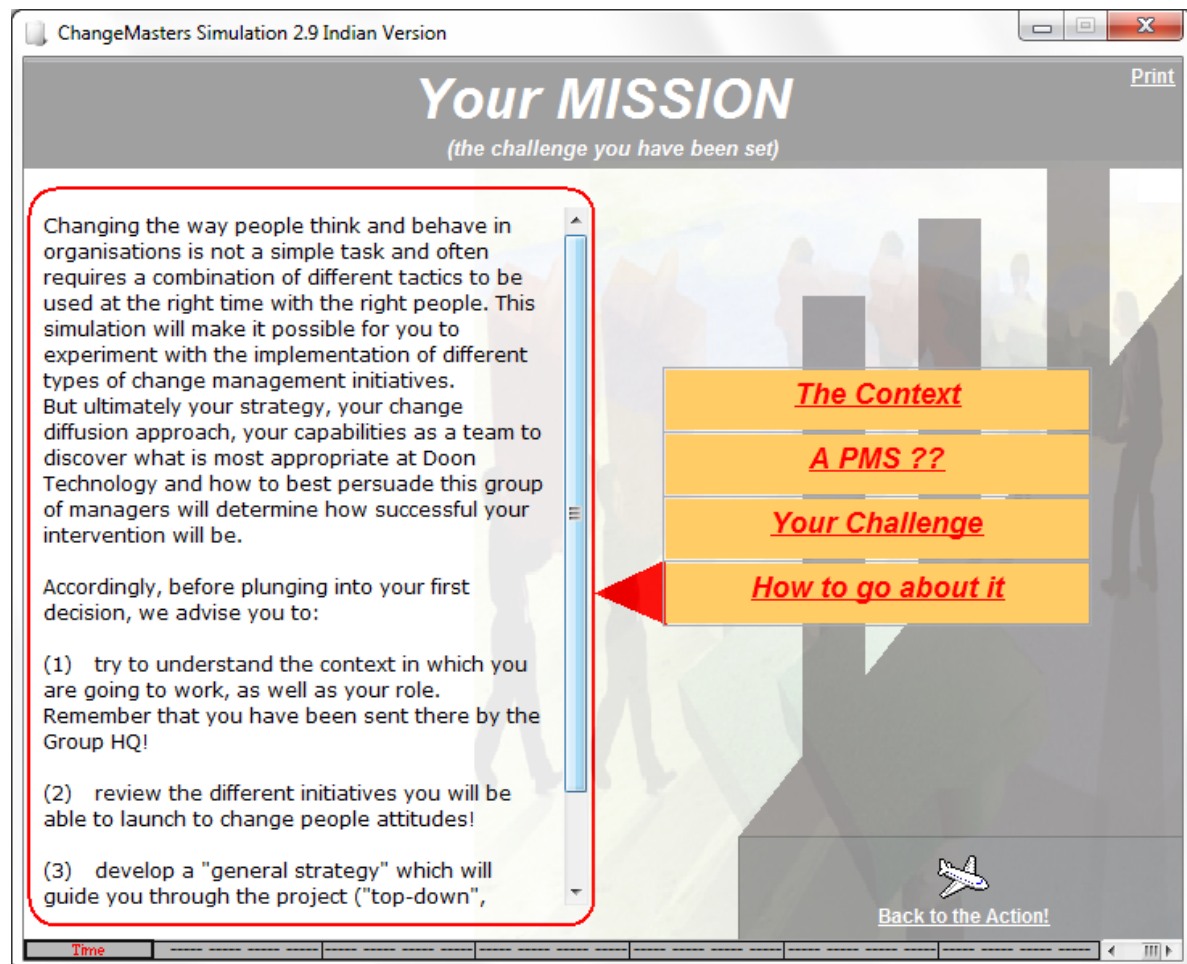 ChangeMasters Simulation 2.9 Indian Version
Your MISSION
Print
(the challenge you have been set)
Changing the way people think and behave in
organisations is not a simple task and often
requires a combination of different tactics to be
used at the right time with the right people. This
simulation will make it possible for you to
experiment with the implementation of different
types of change management initiatives.
But ultimately your strategy, your change
diffusion approach, your capabilities as a team to
discover what is most appropriate at Doon
Technology and how to best persuade this group
of managers will determine how successful your
intervention will be.
Accordingly, before plunging into your first
decision, we advise you to:
(1) try to understand the context in which you
are going to work, as well as your role.
Remember that you have been sent there by the
Group HQ!
(2) review the different initiatives you will be
able to launch to change people attitudes!
(3) develop a "general strategy" which will
guide you through the project ("top-down",
The Context
A PMS ??
Your Challenge
How to go about it
Back to the Action!
Time